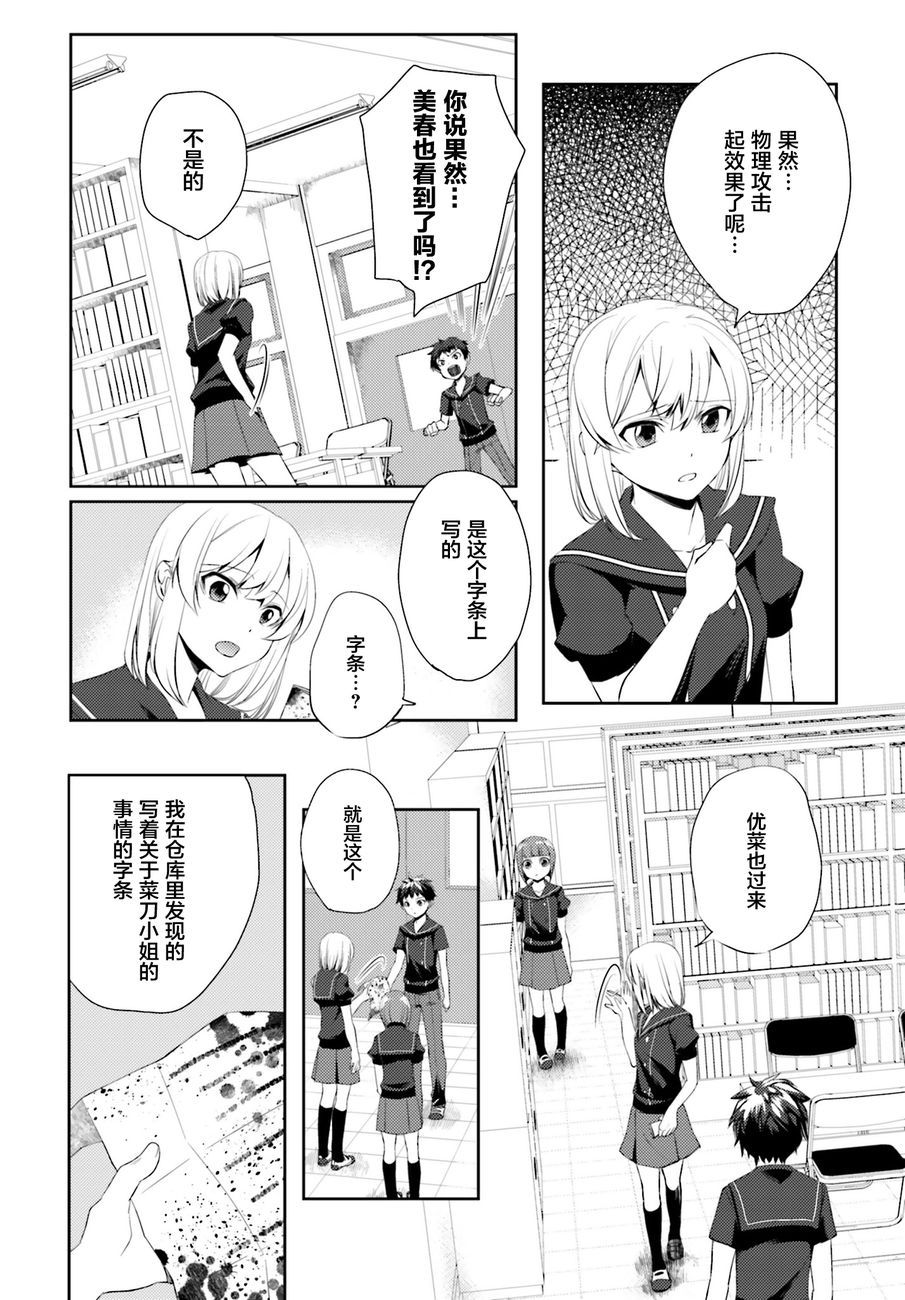 果然…
物理攻击
起效果了呢…
你说果然…
美春也看到了吗!?
不是的
是这个字条上
写的
字条…?
优菜也过来
就是这个
我在仓库里发现的
写着关于菜刀小姐的
事情的字条